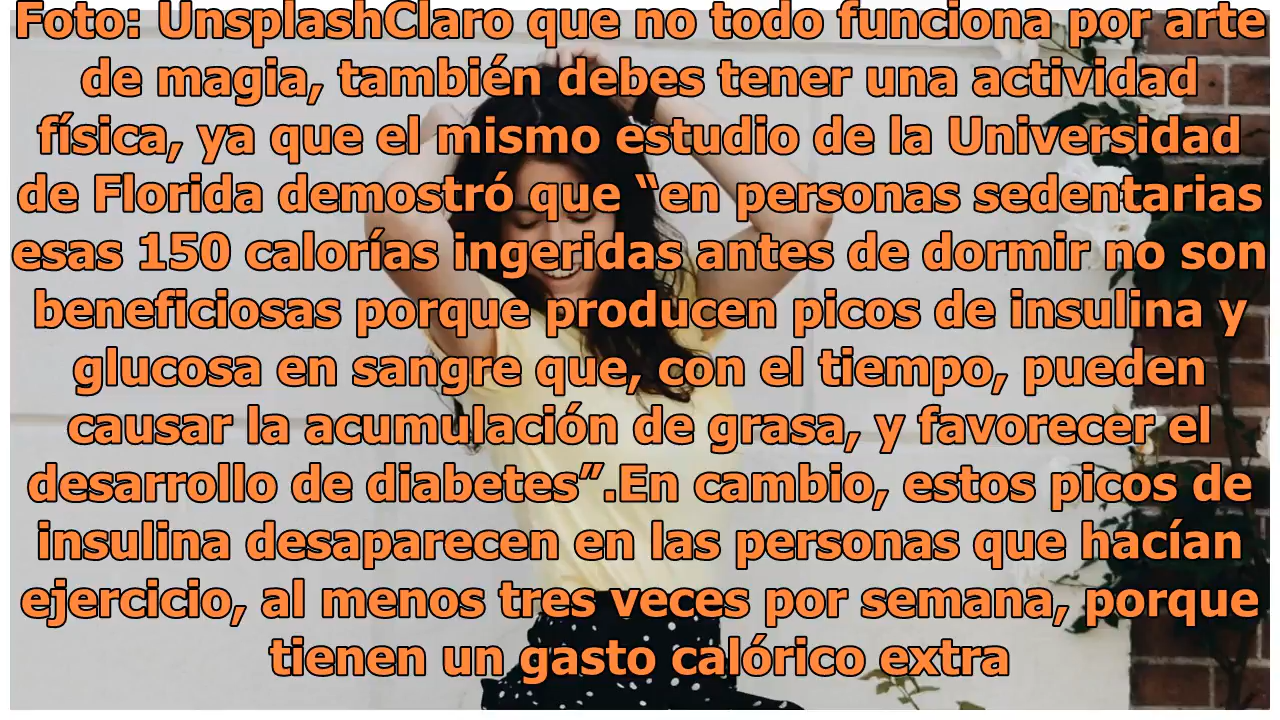 Foto: UnsplashClaro que no todo funciona por arte
de magia, también debes tener una actividad
física, ya que el mismo estudio de la Universidad
de Florida demostró que “en personas sedentarias
esas 150 calorías ingeridas antes de dormir no son
beneficiosas porque producen picos de insulina y
glucosa en sangre que, con el tiempo, pueden
causar la acumulación de grasa, y favorecer el
desarrollo de diabetes”.En cambio, estos picos de
insulina desaparecen en las personas que hacían
ejercicio, al menos tres veces por semana, porque
tienen un gasto calórico extra